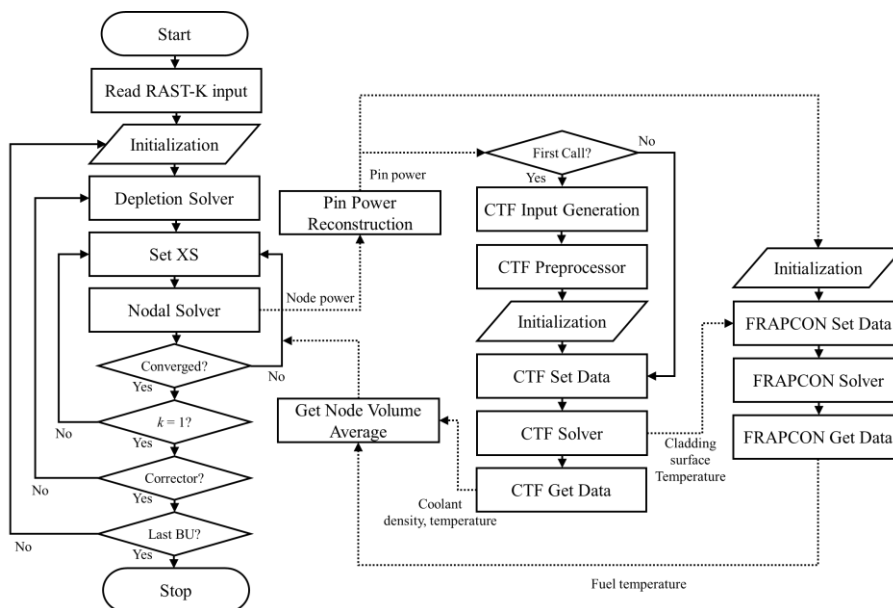 Start
Read RAST-K input
Initialization
Depletion Solver
Set XS
Nodal Solver
Converged?
No
Yes
k = 1?
No
Yes
Corrector?
No
Yes
Last BU?
No
Yes
Stop
Node power
Pin Power
Reconstruction
Pin power
Get Node Volume
Average
First Call?
No
Yes
CTF Input Generation
CTF Preprocessor
Initialization
CTF Set Data
CTF Solver
CTF Get Data
Coolant
density, temperature
Cladding
surface
Temperature
Initialization
FRAPCON Set Data
FRAPCON Solver
FRAPCON Get Data
Fuel temperature